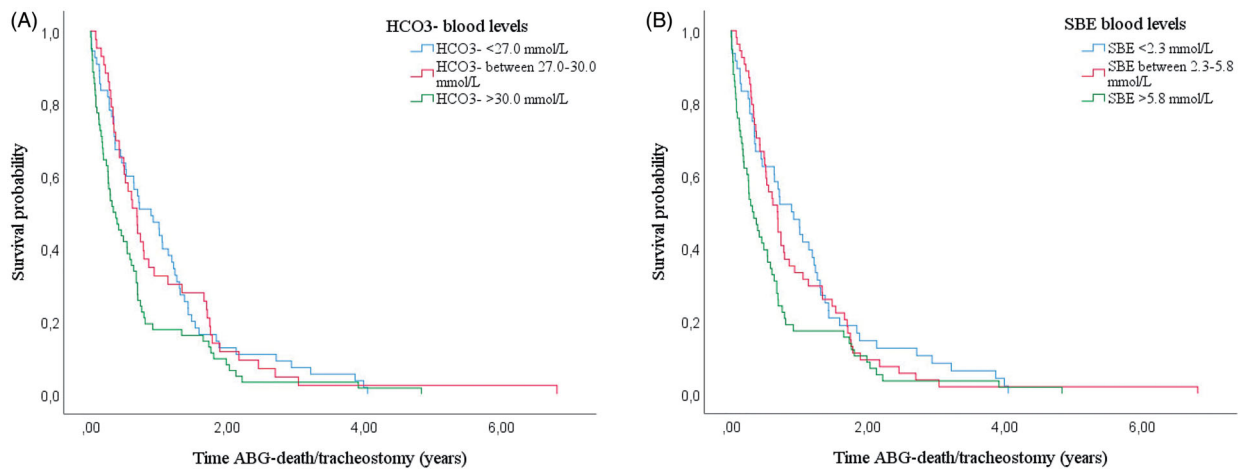 (A)
HCO3- blood levels
HCO3- <27.0 mmol/L
HCO3- between 27.0-30.0
mmol/L
HCO3- >30.0 mmol/L
Survival probability
1,0
0,8
0,6
0,4
0,2
0,0
,00
2,00
4,00
6,00
Time ABG-death/tracheostomy (years)
(B)
SBE blood levels
SBE <2.3 mmol/L
SBE between 2.3-5.8
mmol/L
SBE >5.8 mmol/L
Survival probability
1,0
0,8
0,6
0,4
0,2
0,0
,00
2,00
4,00
6,00
Time ABG-death/tracheostomy (years)